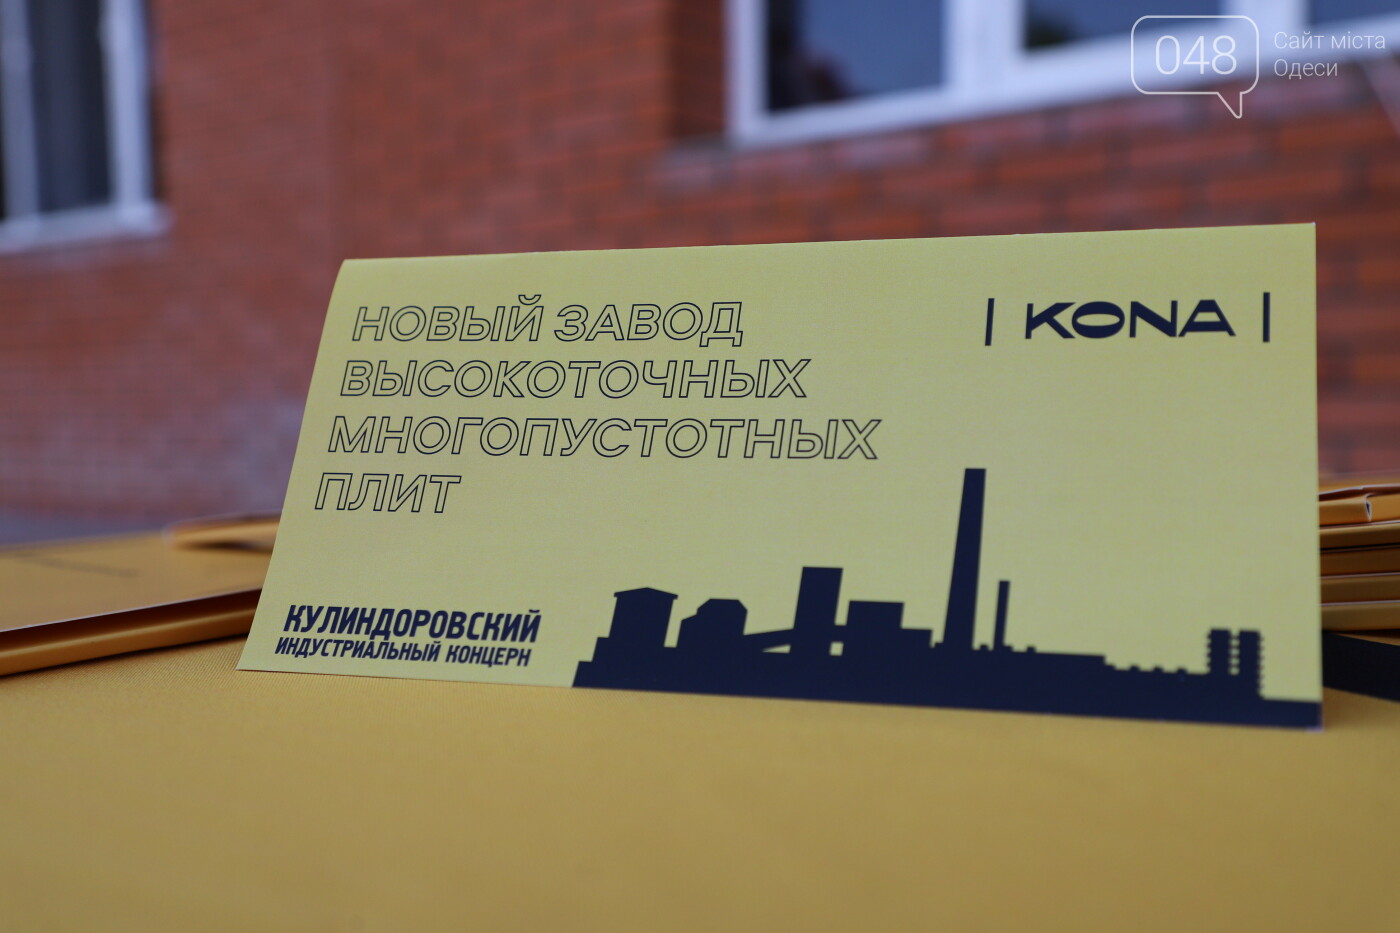 048
Сайт міста
Одеси
НОВЫЙ ЗАВОД
ВЫСОКОТОЧНЫХ
МНОГОПУСТОТНЫХ
ПЛИТ
| KONA |
КУЛИНДОРОВСКИЙ
ИНДУСТРИАЛЬНЫЙ КОНЦЕРН